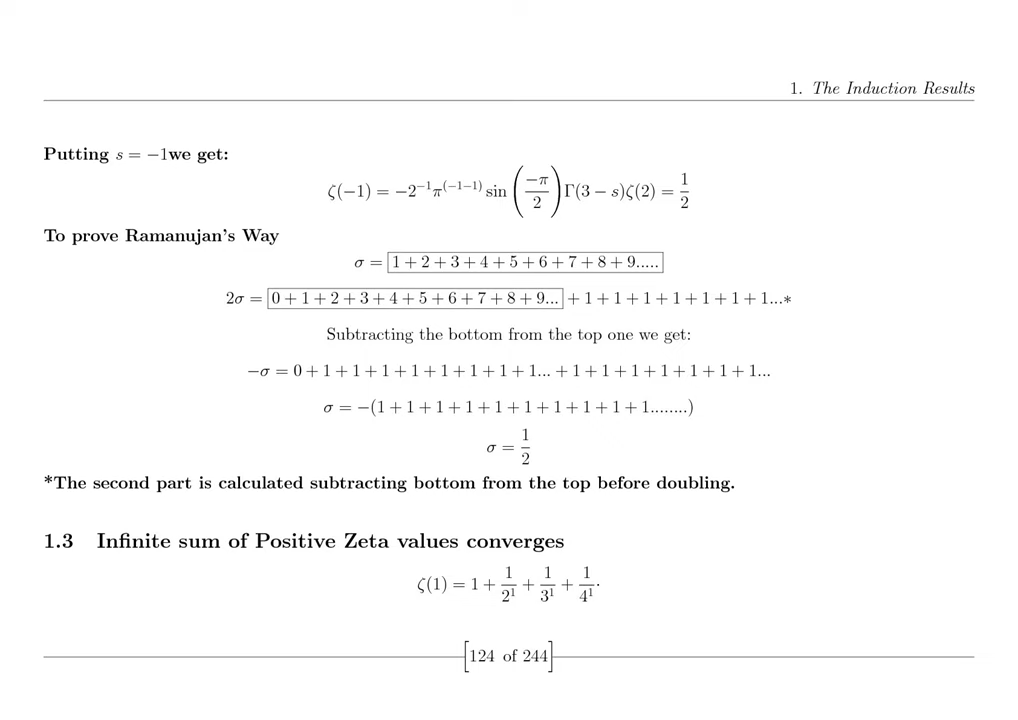 1. The Induction Results
Putting s = −1we get:
ζ(−1) = −2^{−1}π^{(−1−1)} sin(−π/2)Γ(3 − s)ζ(2) = 1/2
To prove Ramanujan's Way
σ = 1 + 2 + 3 + 4 + 5 + 6 + 7 + 8 + 9.....
2σ = 0 + 1 + 2 + 3 + 4 + 5 + 6 + 7 + 8 + 9... + 1 + 1 + 1 + 1 + 1 + 1 + 1...*
Subtracting the bottom from the top one we get:
−σ = 0 + 1 + 1 + 1 + 1 + 1 + 1 + 1 + 1... + 1 + 1 + 1 + 1 + 1 + 1 + 1...
σ = −(1 + 1 + 1 + 1 + 1 + 1 + 1 + 1 + 1 + 1........)
σ = 1/2
*The second part is calculated subtracting bottom from the top before doubling.
1.3 Infinite sum of Positive Zeta values converges
ζ(1) = 1 + 1/2^1 + 1/3^1 + 1/4^1·
124 of 244